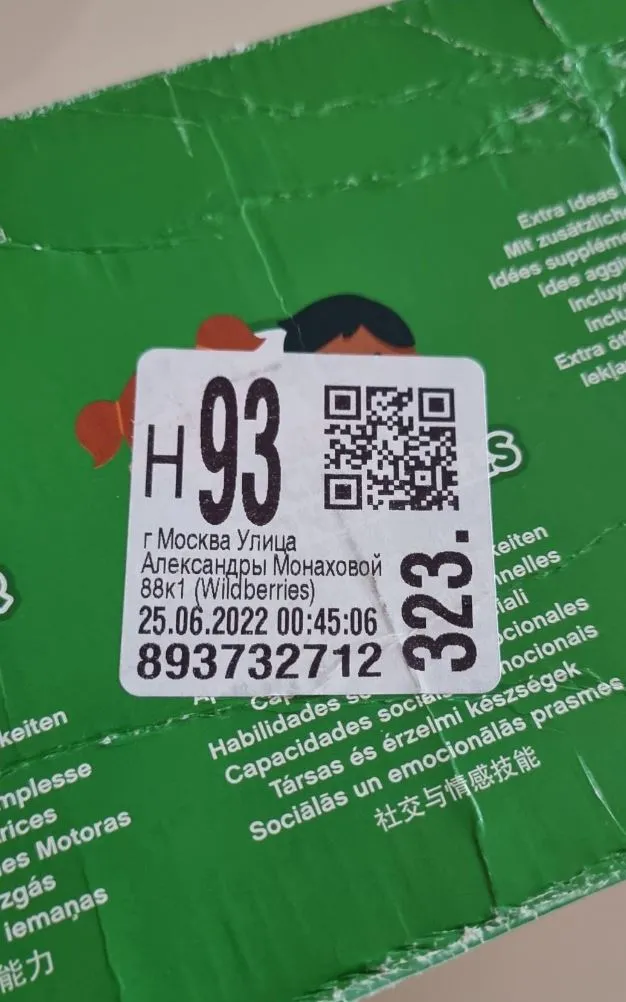 Extra Ideas
Mit zusätzlich
Idées supplém
Idee aggi
Incluy
Inclu
Extra öt
Iekļa
S
H 93
г Москва Улица
Александры Монаховой
88к1 (Wildberries)
25.06.2022 00:45:06
893732712
323.
keiten
nnelles
iali
ocionales
mocionais
Habilidades s
Capacidades socia
Társas és érzelmi készségek
Sociālās un emocionālās prasmes
社交与情感技能
keiten
mplesse
rices
es Motoras
zgás
iemaņas
能力